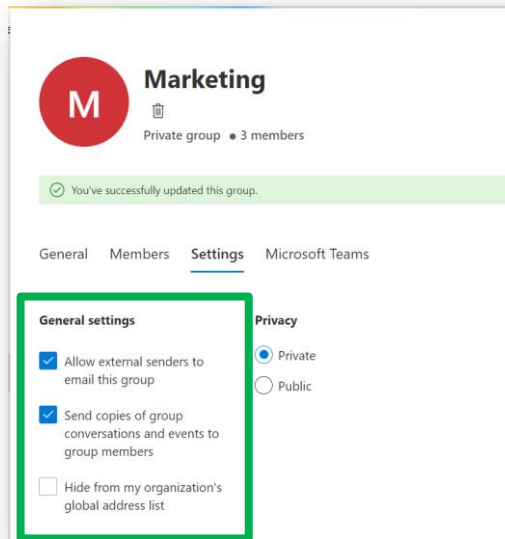 M
Marketing
Private group ● 3 members
You've successfully updated this group.
General Members Settings Microsoft Teams
General settings
Allow external senders to
email this group
Send copies of group
conversations and events to
group members
Hide from my organization's
global address list
Privacy
Private
Public